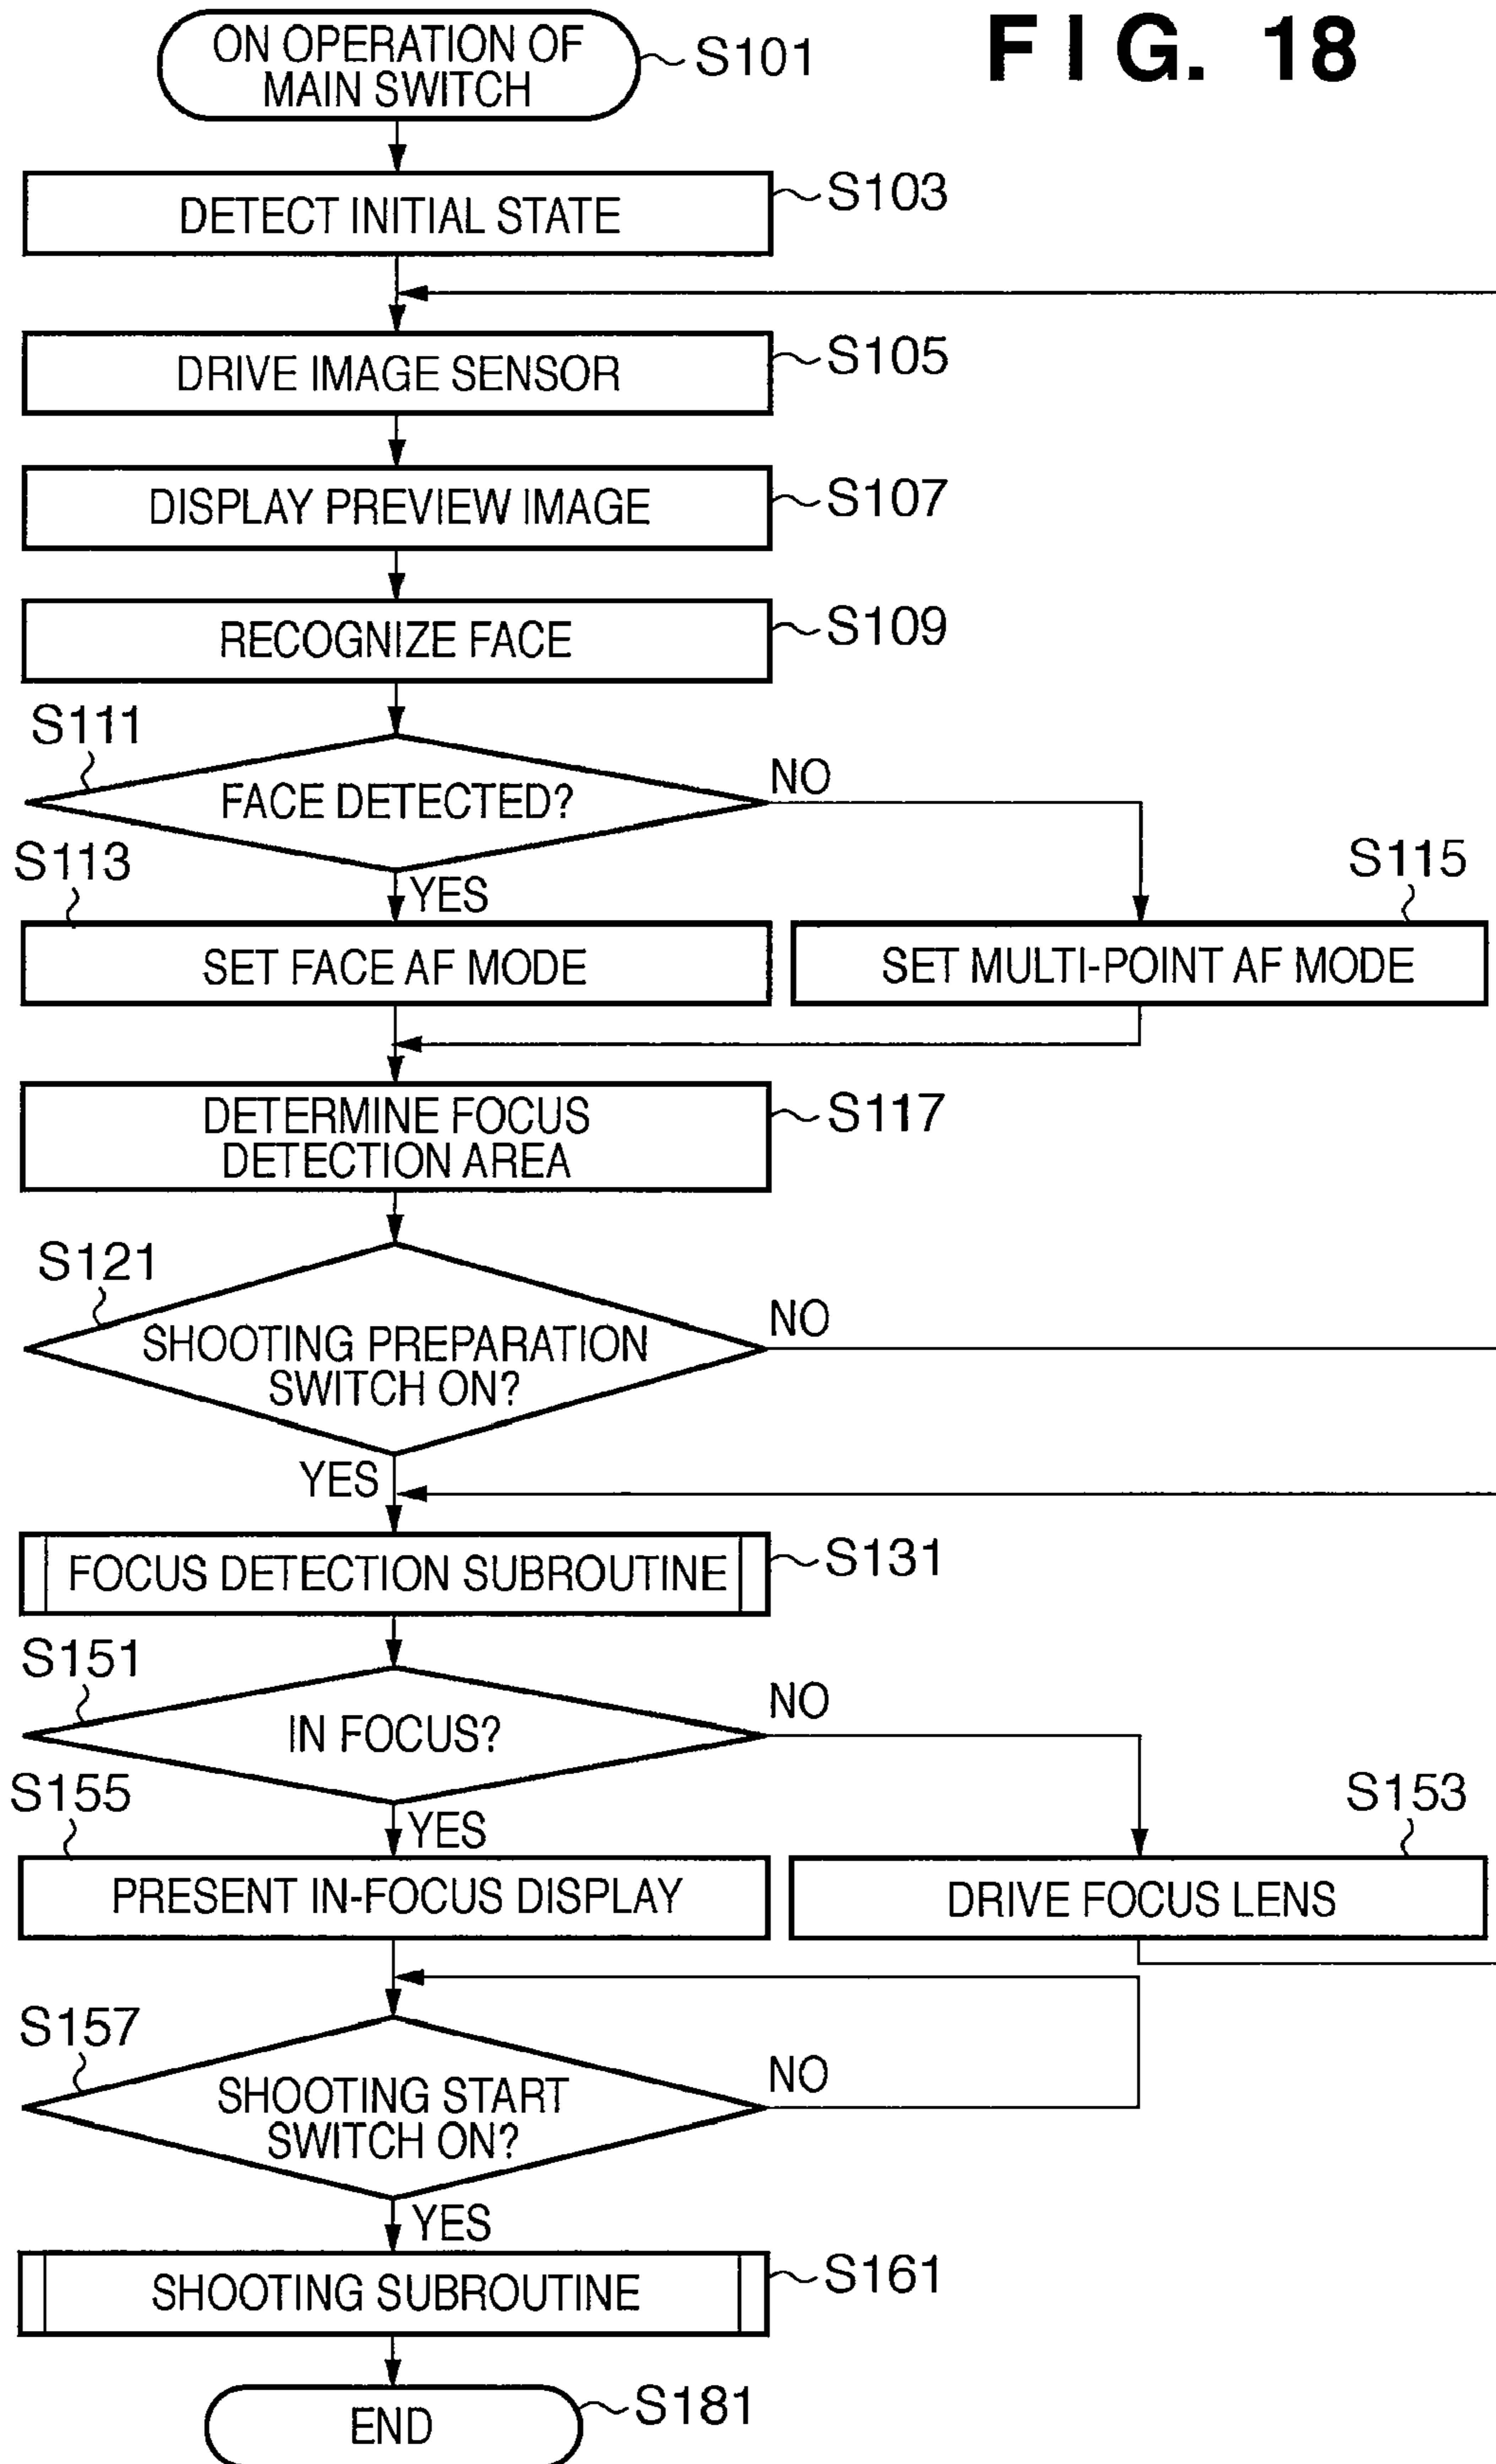 FIG. 18
ON OPERATION OF
MAIN SWITCH
S101
DETECT INITIAL STATE
S103
DRIVE IMAGE SENSOR
S105
DISPLAY PREVIEW IMAGE
S107
RECOGNIZE FACE
S109
S111
FACE DETECTED?
NO
YES
S113
SET FACE AF MODE
S115
SET MULTI-POINT AF MODE
DETERMINE FOCUS
DETECTION AREA
S117
S121
SHOOTING PREPARATION
SWITCH ON?
NO
YES
FOCUS DETECTION SUBROUTINE
S131
S151
IN FOCUS?
NO
YES
S155
PRESENT IN-FOCUS DISPLAY
S153
DRIVE FOCUS LENS
S157
SHOOTING START
SWITCH ON?
NO
YES
SHOOTING SUBROUTINE
S161
END
S181